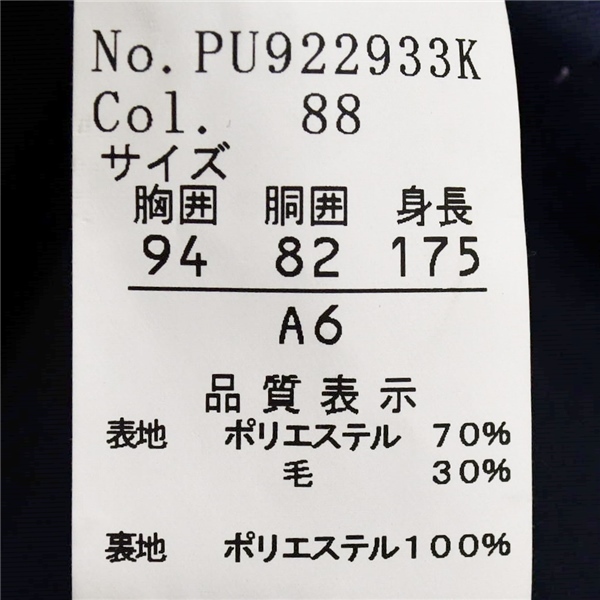 No. PU922933K
Col. 88
サイズ
胸囲 胴囲 身長
94 82 175
A6
品質表示
表地 ポリエステル 70%
毛 30%
裏地 ポリエステル100%